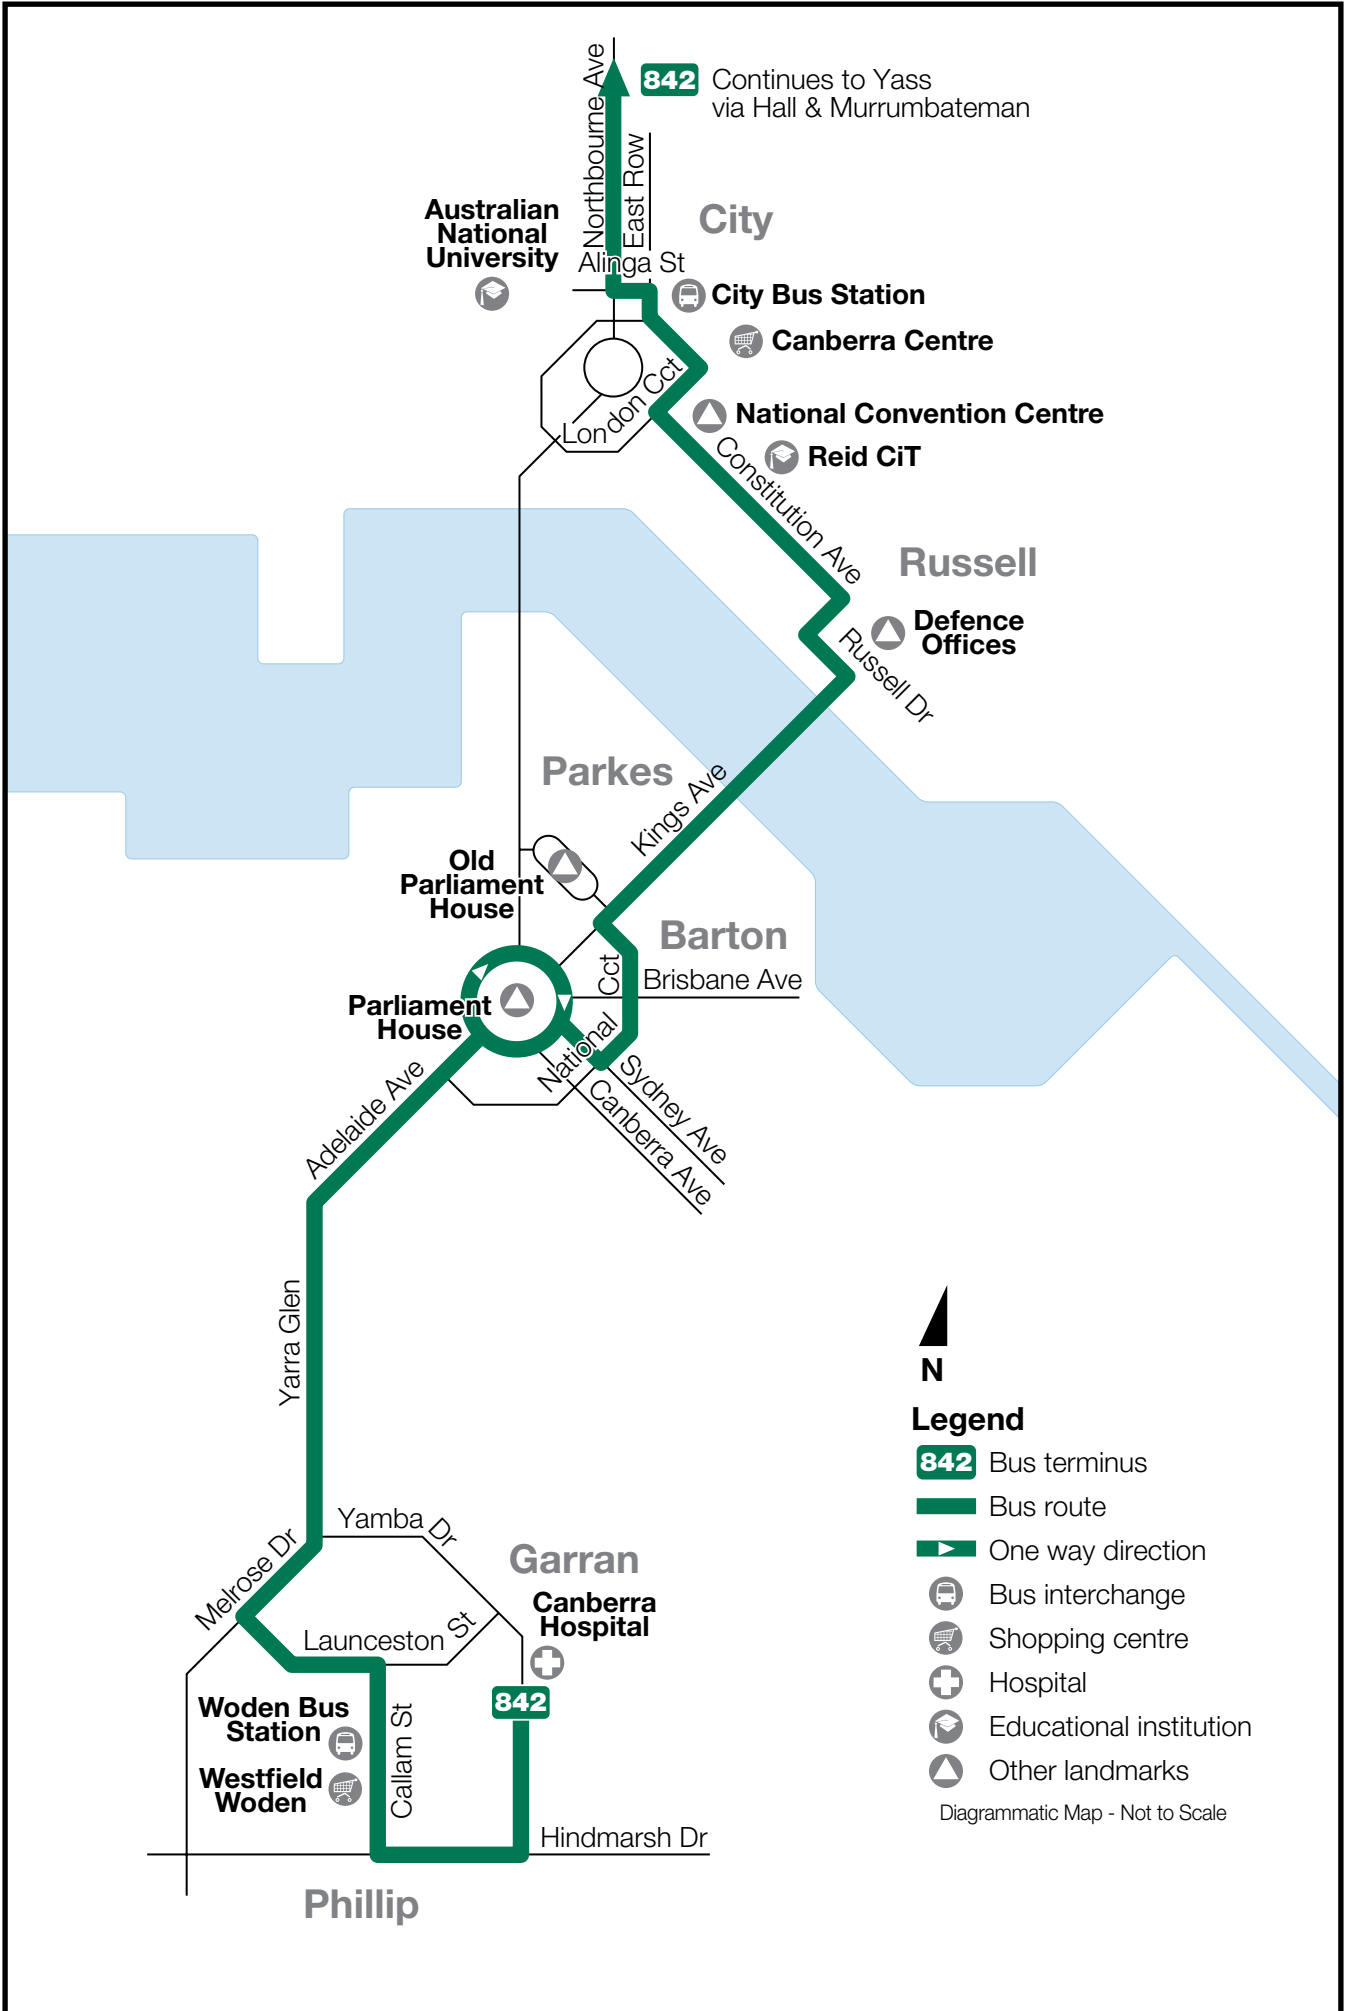 Northbourne Ave
842
Continues to Yass
via Hall & Murrumbateman
East Row
City
Australian
National
University
Alinga St
City Bus Station
Canberra Centre
London Cct
National Convention Centre
Reid CiT
Constitution Ave
Russell
Defence
Offices
Russell Dr
Parkes
Kings Ave
Old
Parliament
House
Barton
Brisbane Ave
National Cct
Parliament
House
Sydney Ave
Canberra Ave
Adelaide Ave
Yarra Glen
N
Legend
842 Bus terminus
Bus route
One way direction
Bus interchange
Shopping centre
Hospital
Educational institution
Other landmarks
Diagrammatic Map - Not to Scale
Yamba Dr
Melrose Dr
Garran
Canberra
Hospital
Launceston St
842
Woden Bus
Station
Callam St
Westfield
Woden
Hindmarsh Dr
Phillip